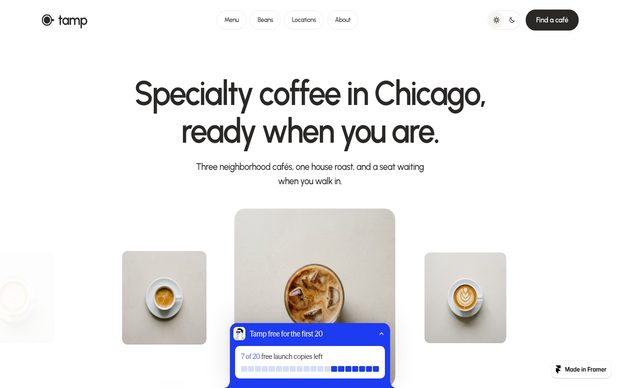 tamp
Menu
Beans
Locations
About
Find a café
Specialty coffee in Chicago,
ready when you are.
Three neighborhood cafés, one house roast, and a seat waiting
when you walk in.
Tamp free for the first 20
7 of 20 free launch copies left
Made in Framer